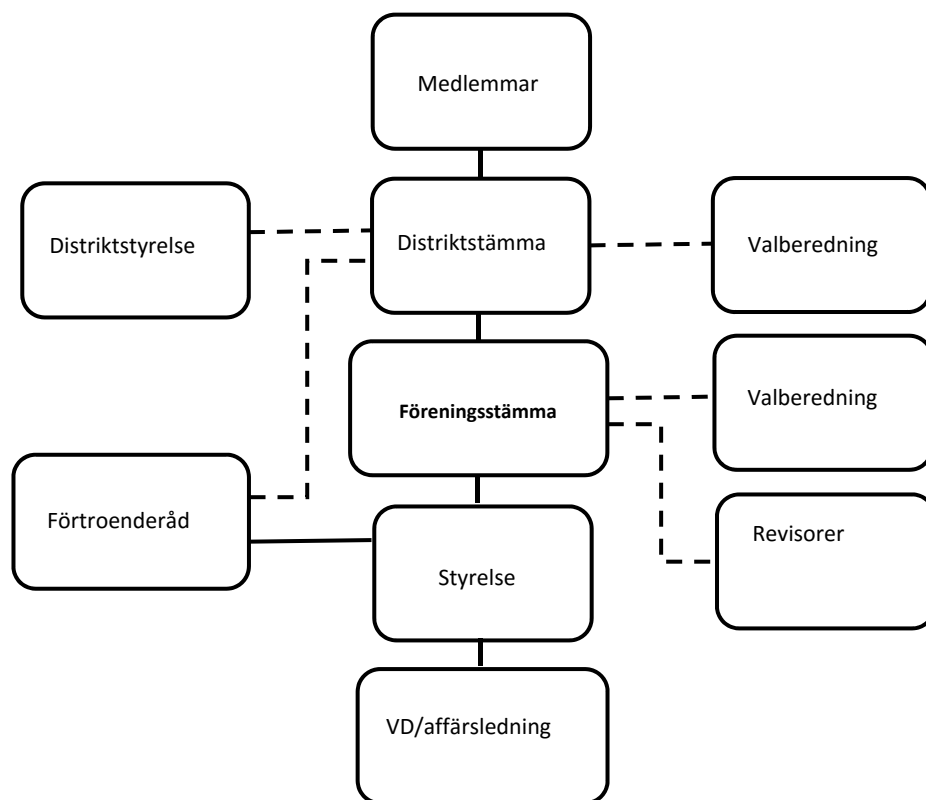 Medlemmar
Distriktstyrelse
Distriktstämma
Valberedning
Föreningsstämma
Valberedning
Förtroenderåd
Styrelse
Revisorer
VD/affärsledning